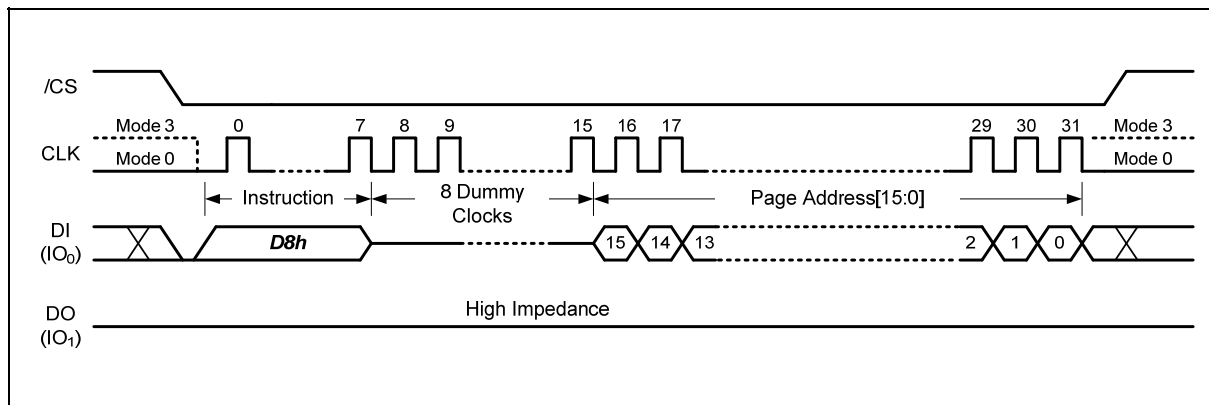 /CS
Mode 3 0 7 8 9 15 16 17 29 30 31 Mode 3
CLK Mode 0 Mode 0
Instruction 8 Dummy Clocks Page Address[15:0]
DI (IO₀) D8h 15 14 13 2 1 0
High Impedance
DO (IO₁)